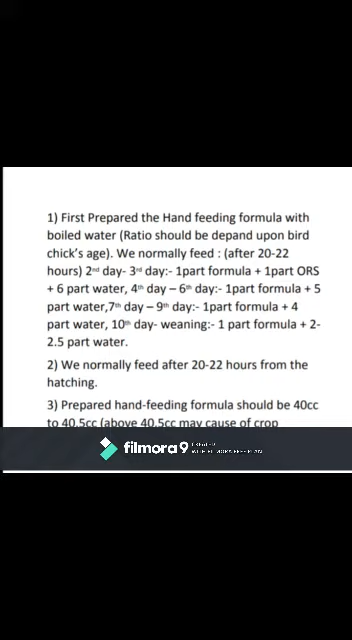 1) First Prepared the Hand feeding formula with
boiled water (Ratio should be depand upon bird
chick's age). We normally feed : (after 20-22
hours) 2nd day- 3rd day:- 1part formula + 1part ORS
+ 6 part water, 4th day – 6th day:- 1part formula + 5
part water,7th day – 9th day:- 1part formula + 4
part water, 10th day- weaning:- 1 part formula + 2-
2.5 part water.
2) We normally feed after 20-22 hours from the
hatching.
3) Prepared hand-feeding formula should be 40cc
to 40.5cc (above 40.5cc may cause of crop
filmora9
CREATED
WITH FILMORA FREE PLAN